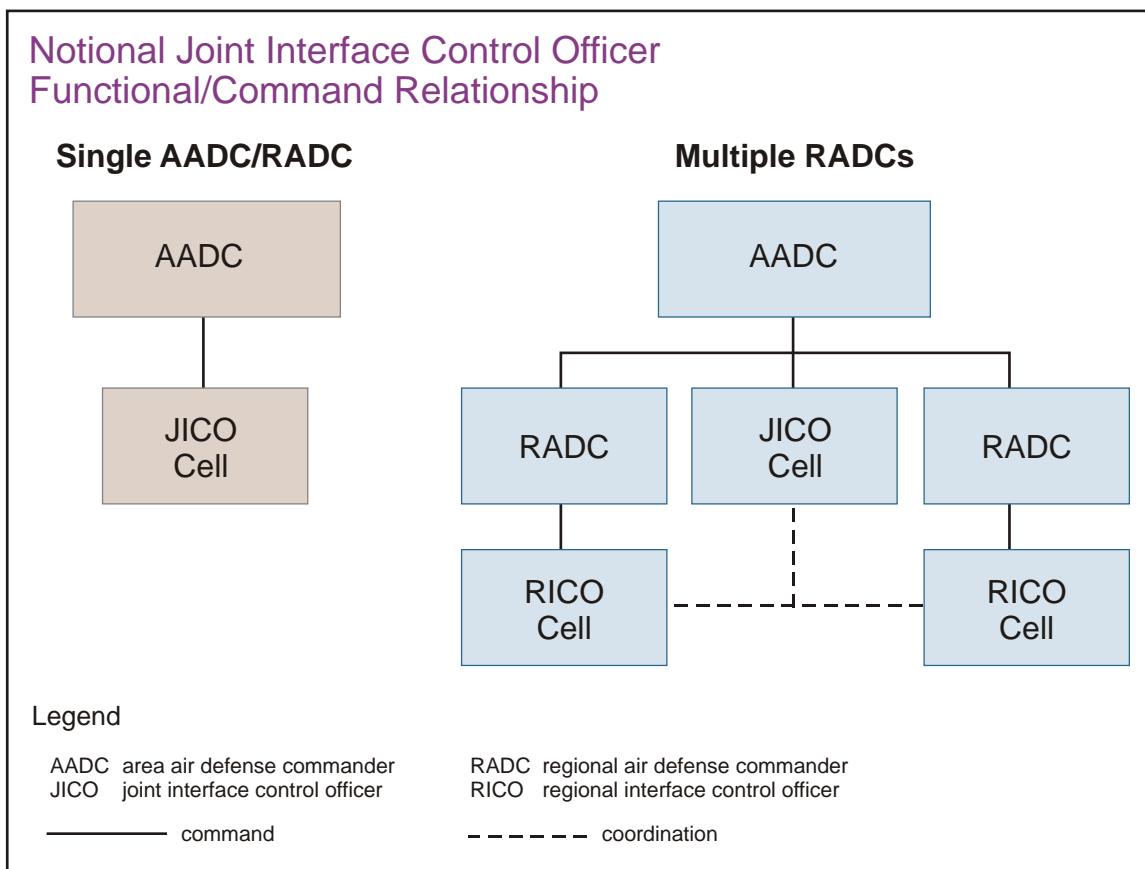 Notional Joint Interface Control Officer
Functional/Command Relationship
Single AADC/RADC
AADC
JICO
Cell
Multiple RADCs
AADC
RADC
JICO
Cell
RADC
RICO
Cell
RICO
Cell
Legend
AADC area air defense commander
JICO joint interface control officer
RADC regional air defense commander
RICO regional interface control officer
command
coordination